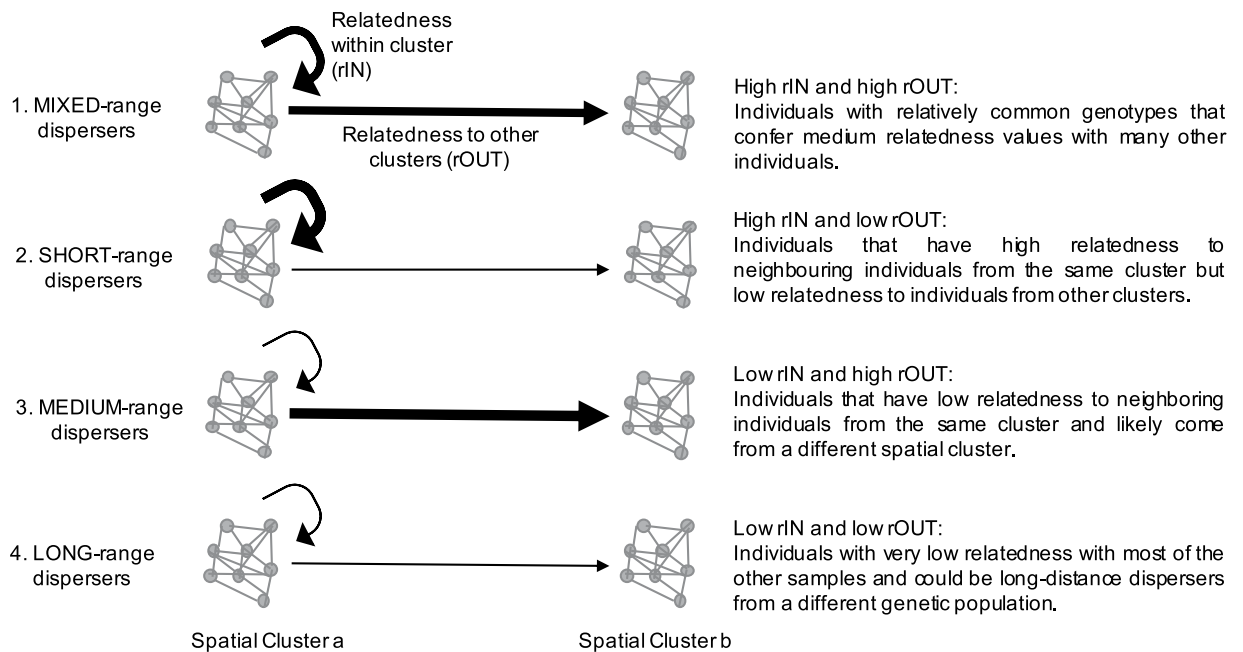 Relatedness
within cluster
(rIN)
1. MIXED-range
dispersers
Relatedness to other
clusters (rOUT)
High rIN and high rOUT:
Individuals with relatively common genotypes that
confer medium relatedness values with many other
individuals.
2. SHORT-range
dispersers
High rIN and low rOUT:
Individuals that have high relatedness to
neighbouring individuals from the same cluster but
low relatedness to individuals from other clusters.
3. MEDIUM-range
dispersers
Low rIN and high rOUT:
Individuals that have low relatedness to neighboring
individuals from the same cluster and likely come
from a different spatial cluster.
4. LONG-range
dispersers
Low rIN and low rOUT:
Individuals with very low relatedness with most of the
other samples and could be long-distance dispersers
from a different genetic population.
Spatial Cluster a
Spatial Cluster b